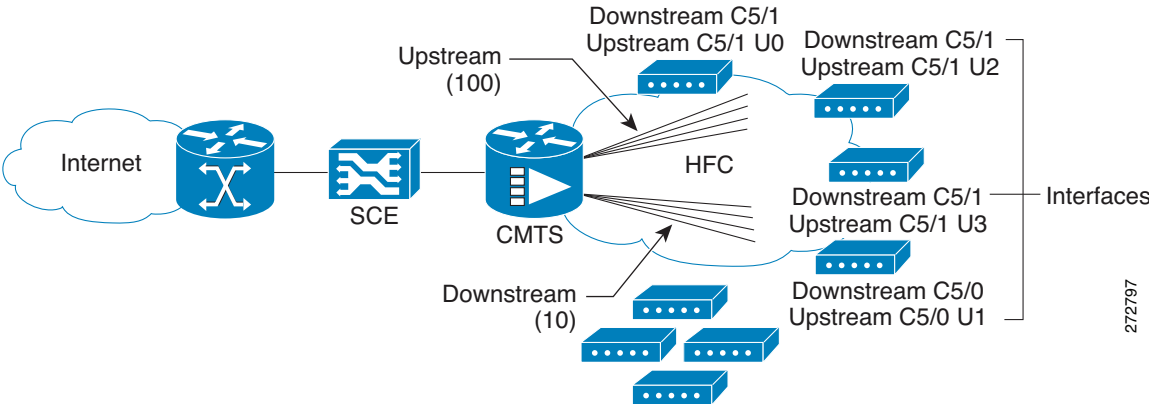 Downstream C5/1
Upstream C5/1 U0
Upstream
(100)
Downstream C5/1
Upstream C5/1 U2
Internet
SCE
CMTS
HFC
Downstream C5/1
Upstream C5/1 U3
Interfaces
Downstream
(10)
Downstream C5/0
Upstream C5/0 U1
272797